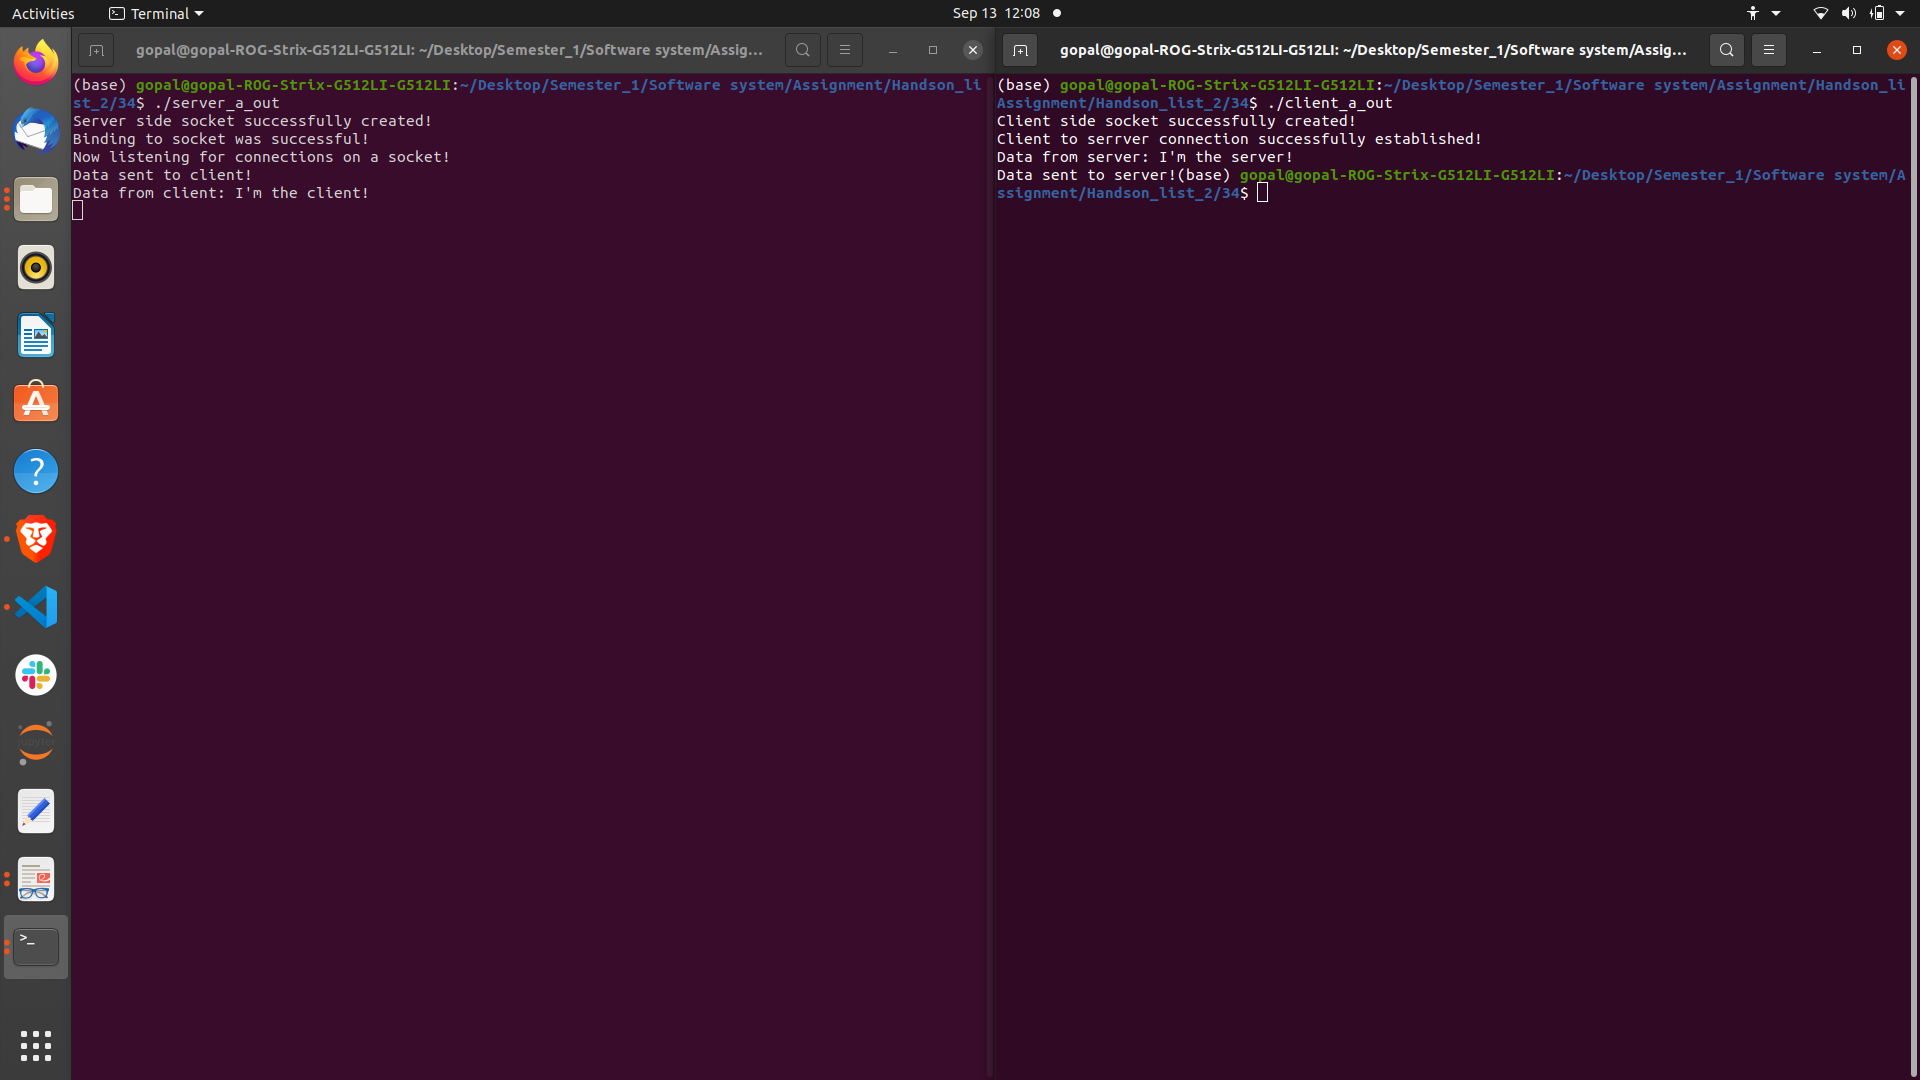 Activities
Terminal
Sep 13 12:08
gopal@gopal-ROG-Strix-G512LI-G512LI: ~/Desktop/Semester_1/Software system/Assig...
(base) gopal@gopal-ROG-Strix-G512LI-G512LI:~/Desktop/Semester_1/Software system/Assignment/Handson_li
st_2/34$ ./server_a_out
Server side socket successfully created!
Binding to socket was successful!
Now listening for connections on a socket!
Data sent to client!
Data from client: I'm the client!
gopal@gopal-ROG-Strix-G512LI-G512LI: ~/Desktop/Semester_1/Software system/Assig...
(base) gopal@gopal-ROG-Strix-G512LI-G512LI:~/Desktop/Semester_1/Software system/Assignment/Handson_li
Assignment/Handson_list_2/34$ ./client_a_out
Client side socket successfully created!
Client to serrver connection successfully established!
Data from server: I'm the server!
Data sent to server!(base) gopal@gopal-ROG-Strix-G512LI-G512LI:~/Desktop/Semester_1/Software system/A
ssignment/Handson_list_2/34$